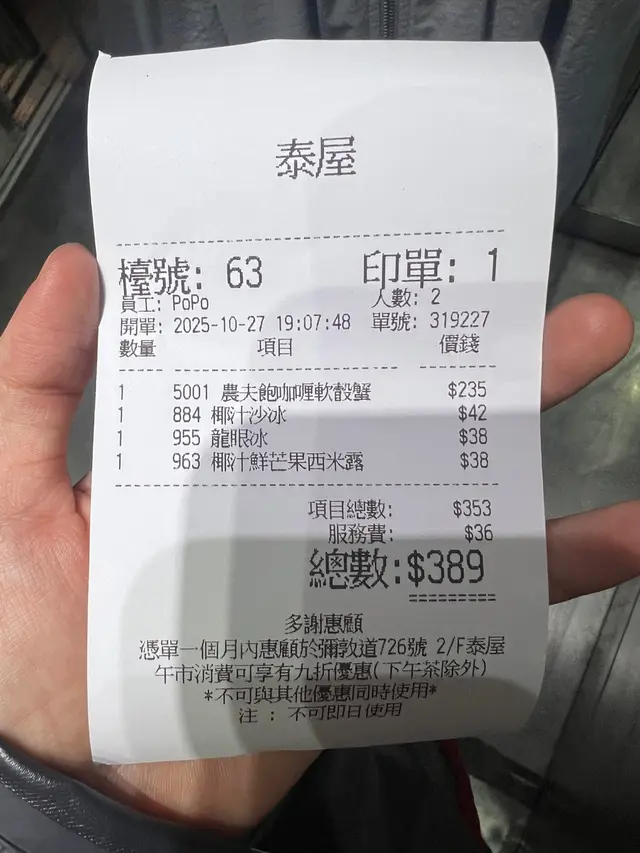 泰屋
檯號: 63 印單: 1
員工: PoPo 人數: 2
開單: 2025-10-27 19:07:48 單號: 319227
數量 項目 價錢
1 5001 農夫飽咖喱軟殼蟹 $235
1 884 椰汁沙冰 $42
1 955 龍眼冰 $38
1 963 椰汁鮮芒果西米露 $38
項目總數: $353
服務費: $36
總數:$389
多謝惠顧
憑單一個月內惠顧於彌敦道726號 2/F泰屋
午市消費可享有九折優惠(下午茶除外)
*不可與其他優惠同時使用*
注 : 不可即日使用